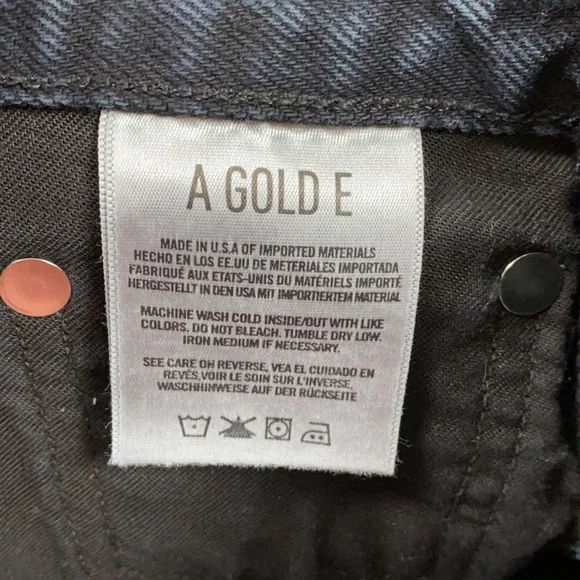 A GOLD E
MADE IN U.S.A OF IMPORTED MATERIALS
HECHO EN LOS EE.UU DE METERIALES IMPORTADA
FABRIQUÉ AUX ETATS-UNIS DU MATÉRIELS IMPORTÉ
HERGESTELLT IN DEN USA MIT IMPORTIERTEM MATERIAL
MACHINE WASH COLD INSIDE/OUT WITH LIKE
COLORS. DO NOT BLEACH. TUMBLE DRY LOW.
IRON MEDIUM IF NECESSARY.
SEE CARE ON REVERSE, VEA EL CUIDADO EN
REVÉS, VOIR LE SOIN SUR L'INVERSE,
WASCHHINWEISE AUF DER RÜCKSEITE